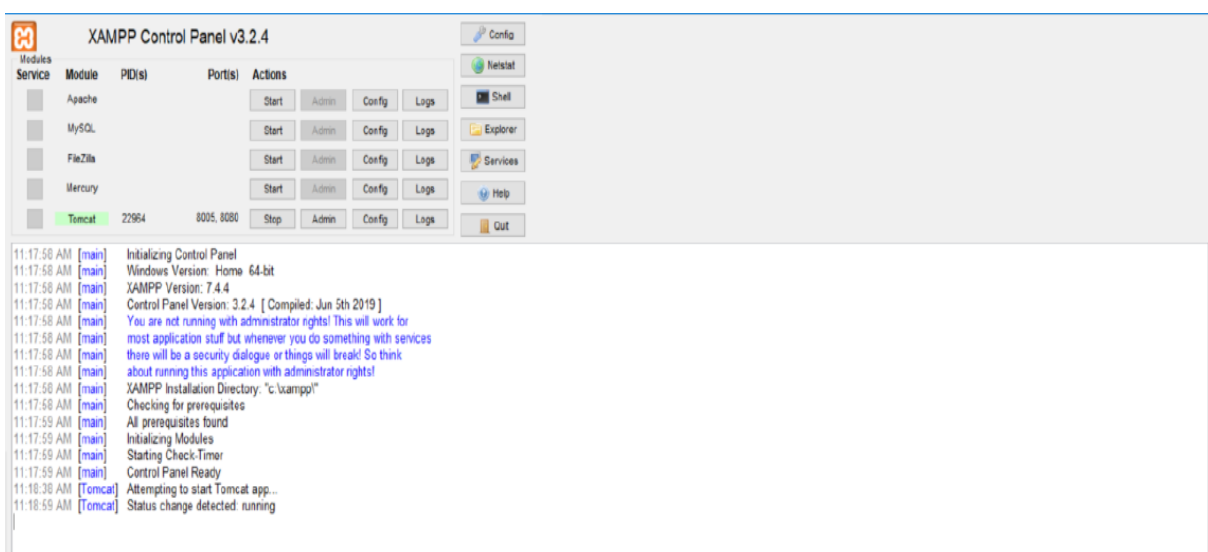 XAMPP Control Panel v3.2.4
Config
Modules
Netstat
Service Module PID(s) Port(s) Actions
Apache Start Admin Config Logs
Shell
MySQL Start Admin Config Logs
Explorer
FileZilla Start Admin Config Logs
Services
Mercury Start Admin Config Logs
Help
Tomcat 22964 8005, 8080 Stop Admin Config Logs
Quit
11:17:58 AM [main] Initializing Control Panel
11:17:58 AM [main] Windows Version: Home 64-bit
11:17:58 AM [main] XAMPP Version: 7.4.4
11:17:58 AM [main] Control Panel Version: 3.2.4 [ Compiled: Jun 5th 2019 ]
11:17:58 AM [main] You are not running with administrator rights! This will work for
11:17:58 AM [main] most application stuff but whenever you do something with services
11:17:58 AM [main] there will be a security dialogue or things will break! So think
11:17:58 AM [main] about running this application with administrator rights!
11:17:58 AM [main] XAMPP Installation Directory: "c:\xampp\"
11:17:58 AM [main] Checking for prerequisites
11:17:59 AM [main] All prerequisites found
11:17:59 AM [main] Initializing Modules
11:17:59 AM [main] Starting Check-Timer
11:17:59 AM [main] Control Panel Ready
11:18:38 AM [Tomcat] Attempting to start Tomcat app...
11:18:59 AM [Tomcat] Status change detected: running